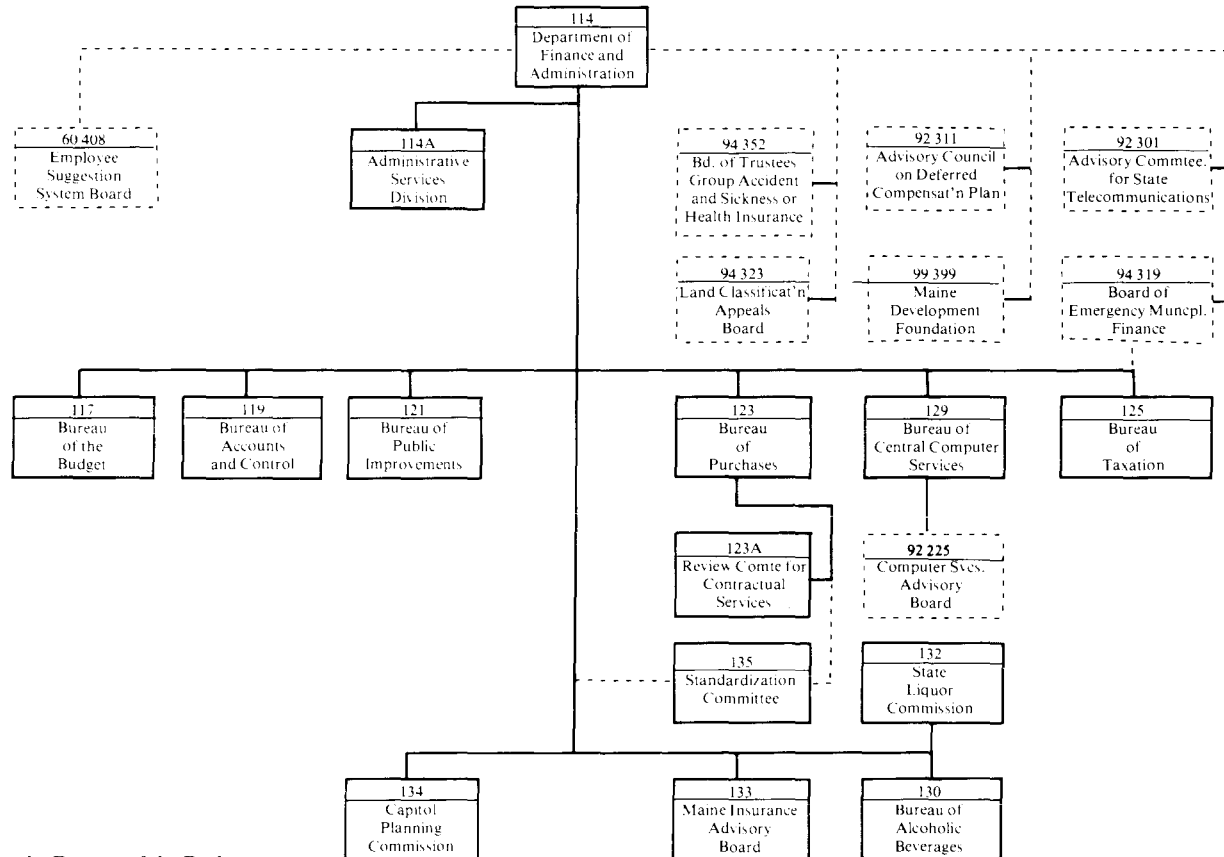 114
Department of
Finance and
Administration
60 408
Employee
Suggestion
System Board
114A
Administrative
Services
Division
94 352
Bd. of Trustees
Group Accident
and Sickness or
Health Insurance
92 311
Advisory Council
on Deferred
Compensat'n Plan
92 301
Advisory Commtee.
for State
Telecommunications
94 323
Land Classificat'n
Appeals
Board
99 399
Maine
Development
Foundation
94 319
Board of
Emergency Muncpl.
Finance
117
Bureau
of the
Budget
119
Bureau of
Accounts
and Control
121
Bureau of
Public
Improvements
123
Bureau
of
Purchases
129
Bureau of
Central Computer
Services
125
Bureau
of
Taxation
123A
Review Comte for
Contractual
Services
92 225
Computer Svcs.
Advisory
Board
135
Standardization
Committee
132
State
Liquor
Commission
134
Capitol
Planning
Commission
133
Maine Insurance
Advisory
Board
130
Bureau of
Alcoholic
Beverages